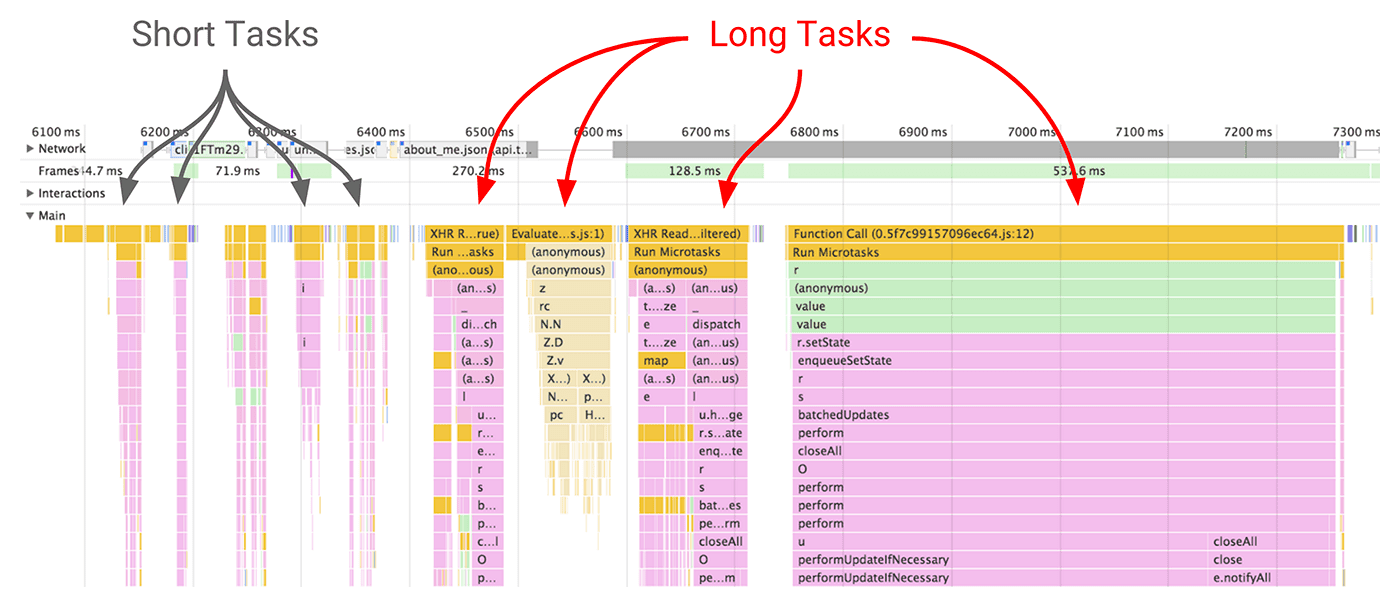 Short Tasks Long Tasks
6100 ms 6200 ms 6300 ms 6400 ms 6500 ms 6600 ms 6700 ms 6800 ms 6900 ms 7000 ms 7100 ms 7200 ms 7300 ms
Network cli 1FTm29. u um... es.jsc about_me.json api.t...
Frames 4.7 ms 71.9 ms 270.2 ms 128.5 ms 537.6 ms
Interactions
Main
XHR R...rue) Evaluate...s.js:1) XHR Read...iltered) Function Call (0.5f7c99157096ec64.js:12)
Run ...asks (anonymous) Run Microtasks Run Microtasks
(ano...ous) (anonymous) (anonymous) r
i (an...s) z (a...s) (an...us) (anonymous)
_ rc t....ze _ value
di...ch N.N e dispatch value
i (a...s) Z.D t....ze (an...us) r.setState
(a...s) Z.v map (an...us) enqueueSetState
(a...s) X...) X...) (a...s) (an...us) r
l N... p... e l s
u... pc H... u.h...ge batchedUpdates
r... r.s...ate perform
e... enq...te closeAll
r r O
s s perform
b... bat...es perform
p... pe...rm perform
c...l closeAll u closeAll
O O performUpdateIfNecessary close
p... pe...m performUpdateIfNecessary e.notifyAll